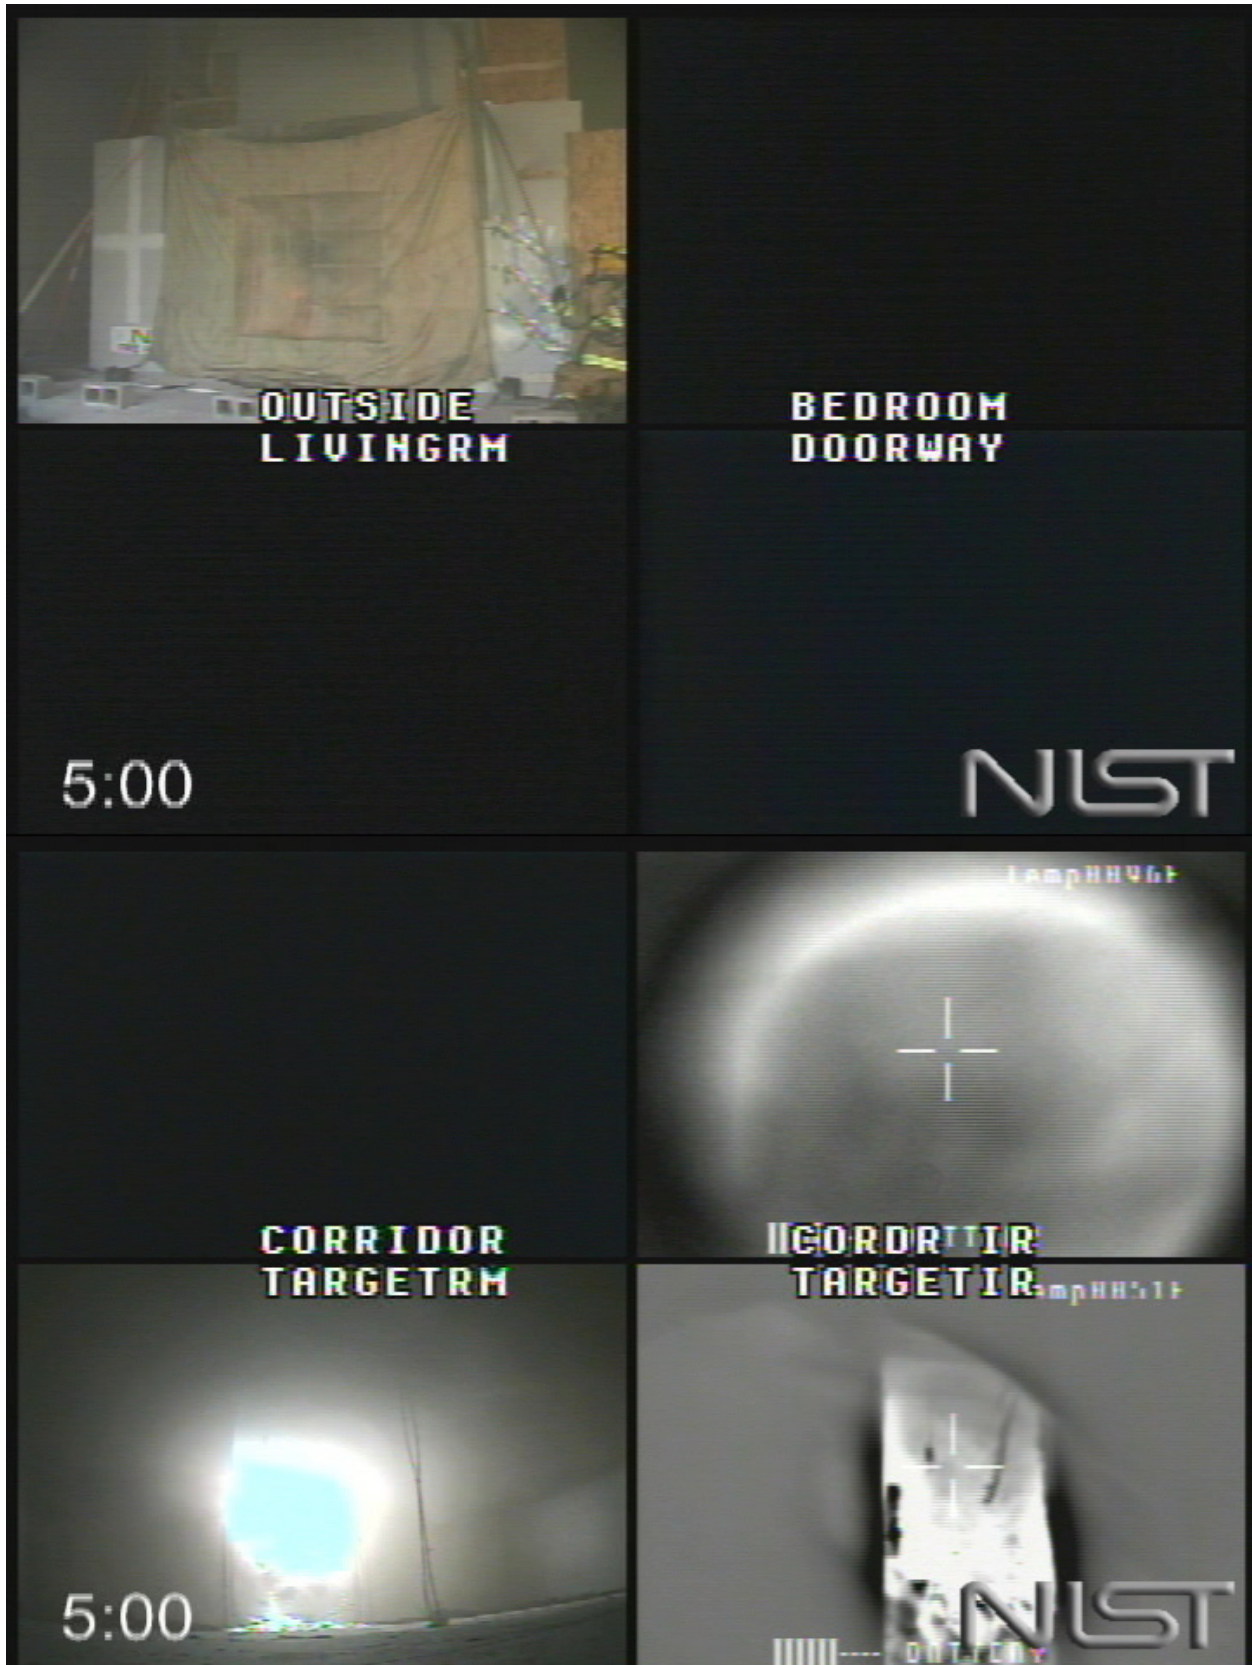 OUTSIDE
BEDROOM
LIVINGRM
DOORWAY
5:00
NIST
CORRIDOR
TARGETRM
TARGETIR
5:00
NIST